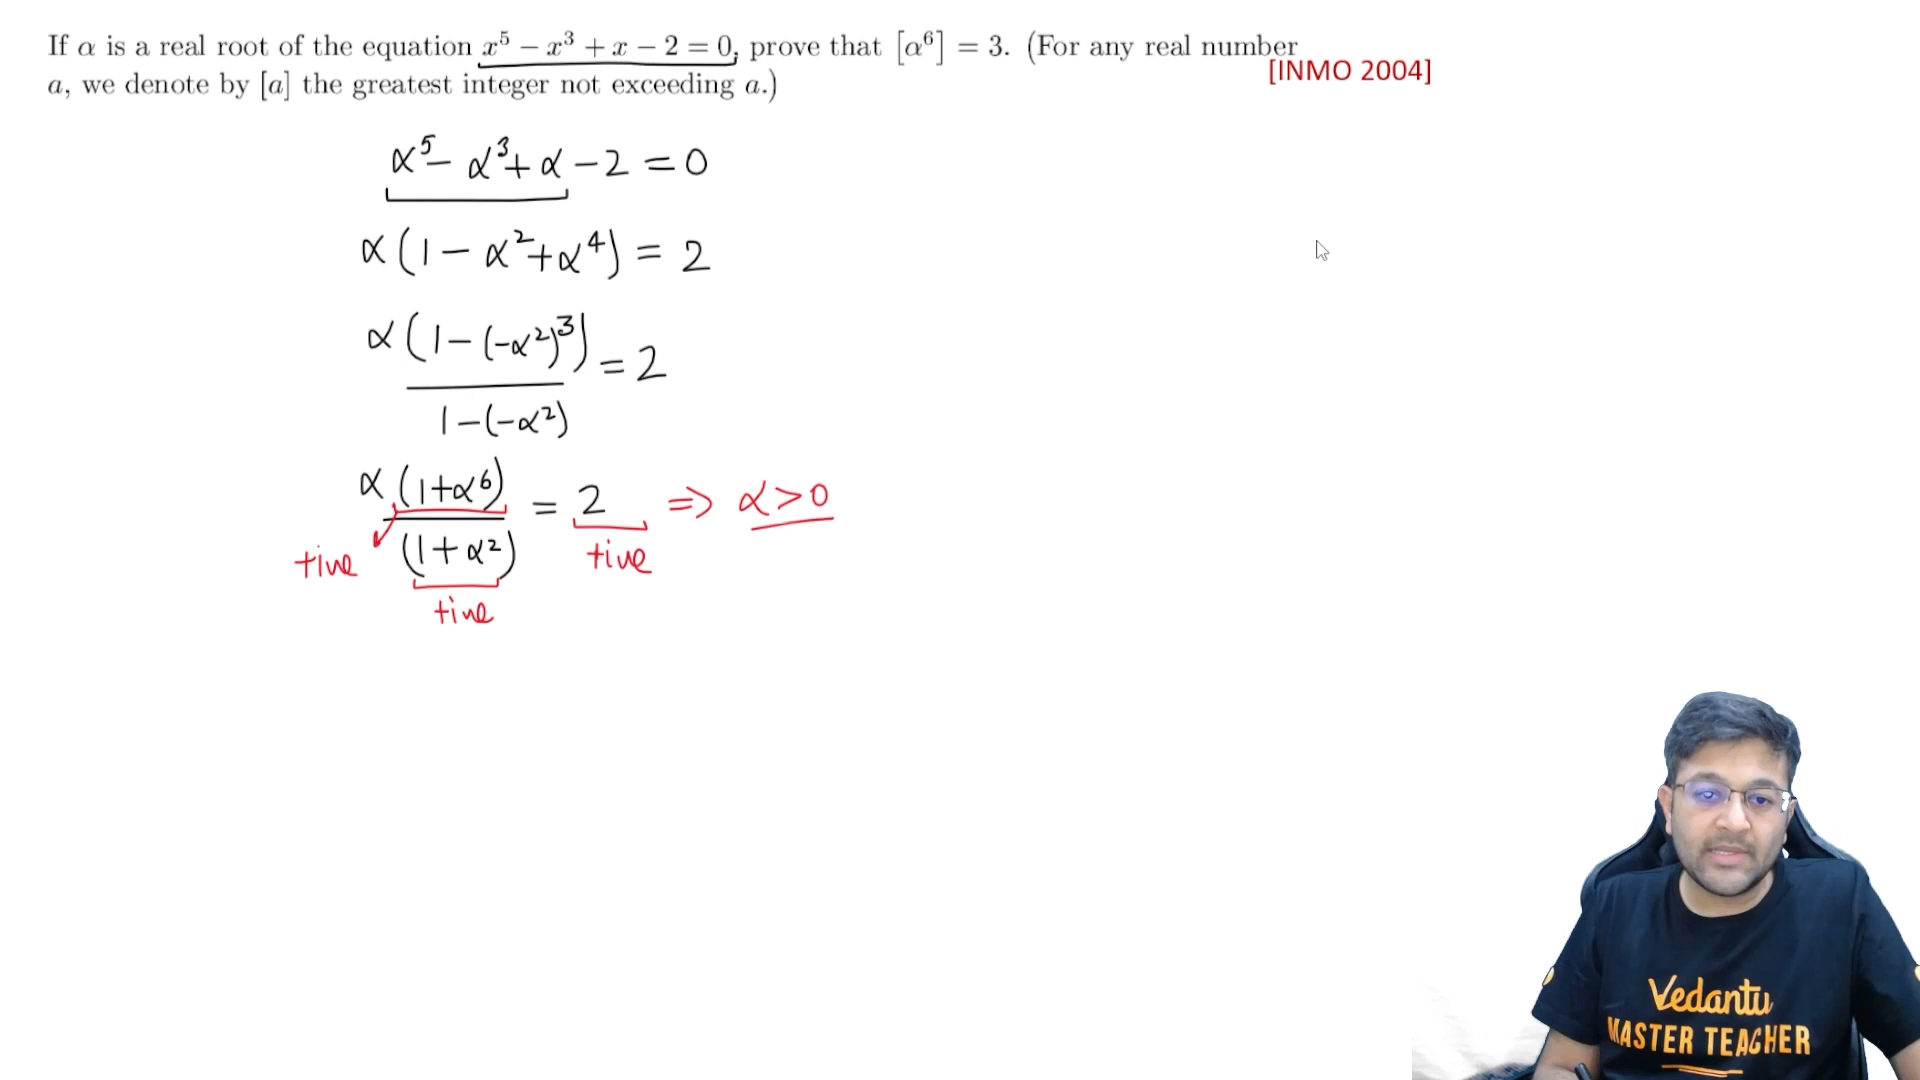 If α is a real root of the equation x⁵ − x³ + x − 2 = 0, prove that [α⁶] = 3. (For any real number
[INMO 2004]
a, we denote by [a] the greatest integer not exceeding a.)
α⁵ − α³ + α − 2 = 0
α(1 − α² + α⁴) = 2
α(1 − (−α²)³) = 2
1 − (−α²)
α(1 + α⁶) = 2 ⇒ α > 0
(1 + α²)
+ive
+ive
+ive
Vedantu
MASTER TEACHER